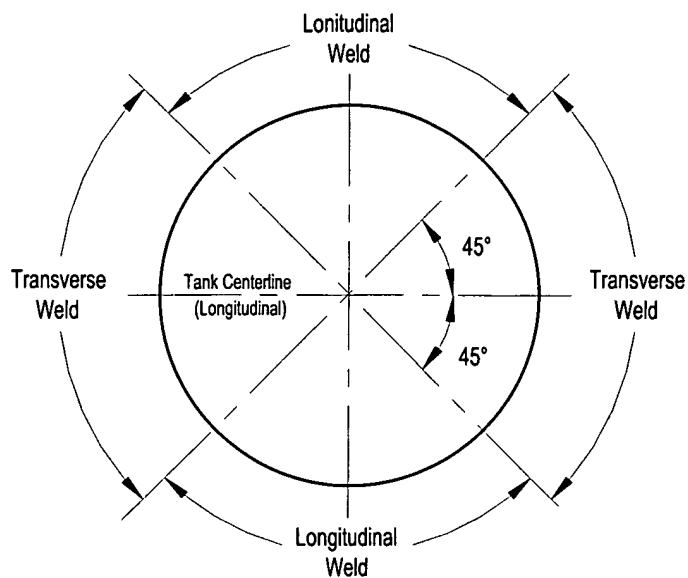 Lonitudinal
Weld
45°
Transverse
Weld
Tank Centerline
(Longitudinal)
Transverse
Weld
45°
Longitudinal
Weld